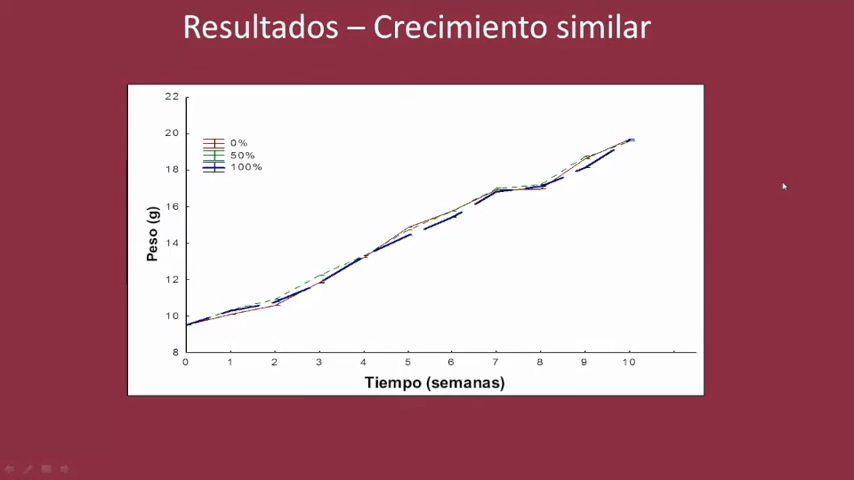 Resultados – Crecimiento similar
22
20
18
16
14
12
10
8
0%
50%
100%
Peso (g)
0 1 2 3 4 5 6 7 8 9 10
Tiempo (semanas)